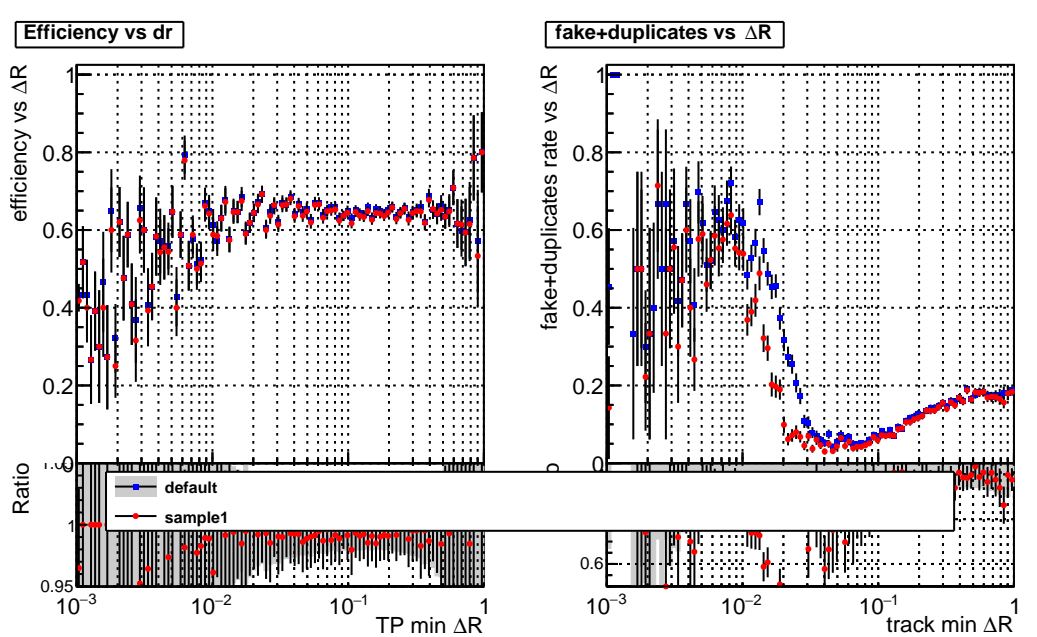 Efficiency vs dr
efficiency vs ΔR
1
0.8
0.6
0.4
0.2
0
Ratio
1
0.95
10⁻³ 10⁻² 10⁻¹ 1
TP min ΔR
fake+duplicates vs ΔR
fake+duplicates rate vs ΔR
1
0.8
0.6
0.4
0.2
0
0.6
10⁻³ 10⁻² 10⁻¹ 1
track min ΔR
default
sample1